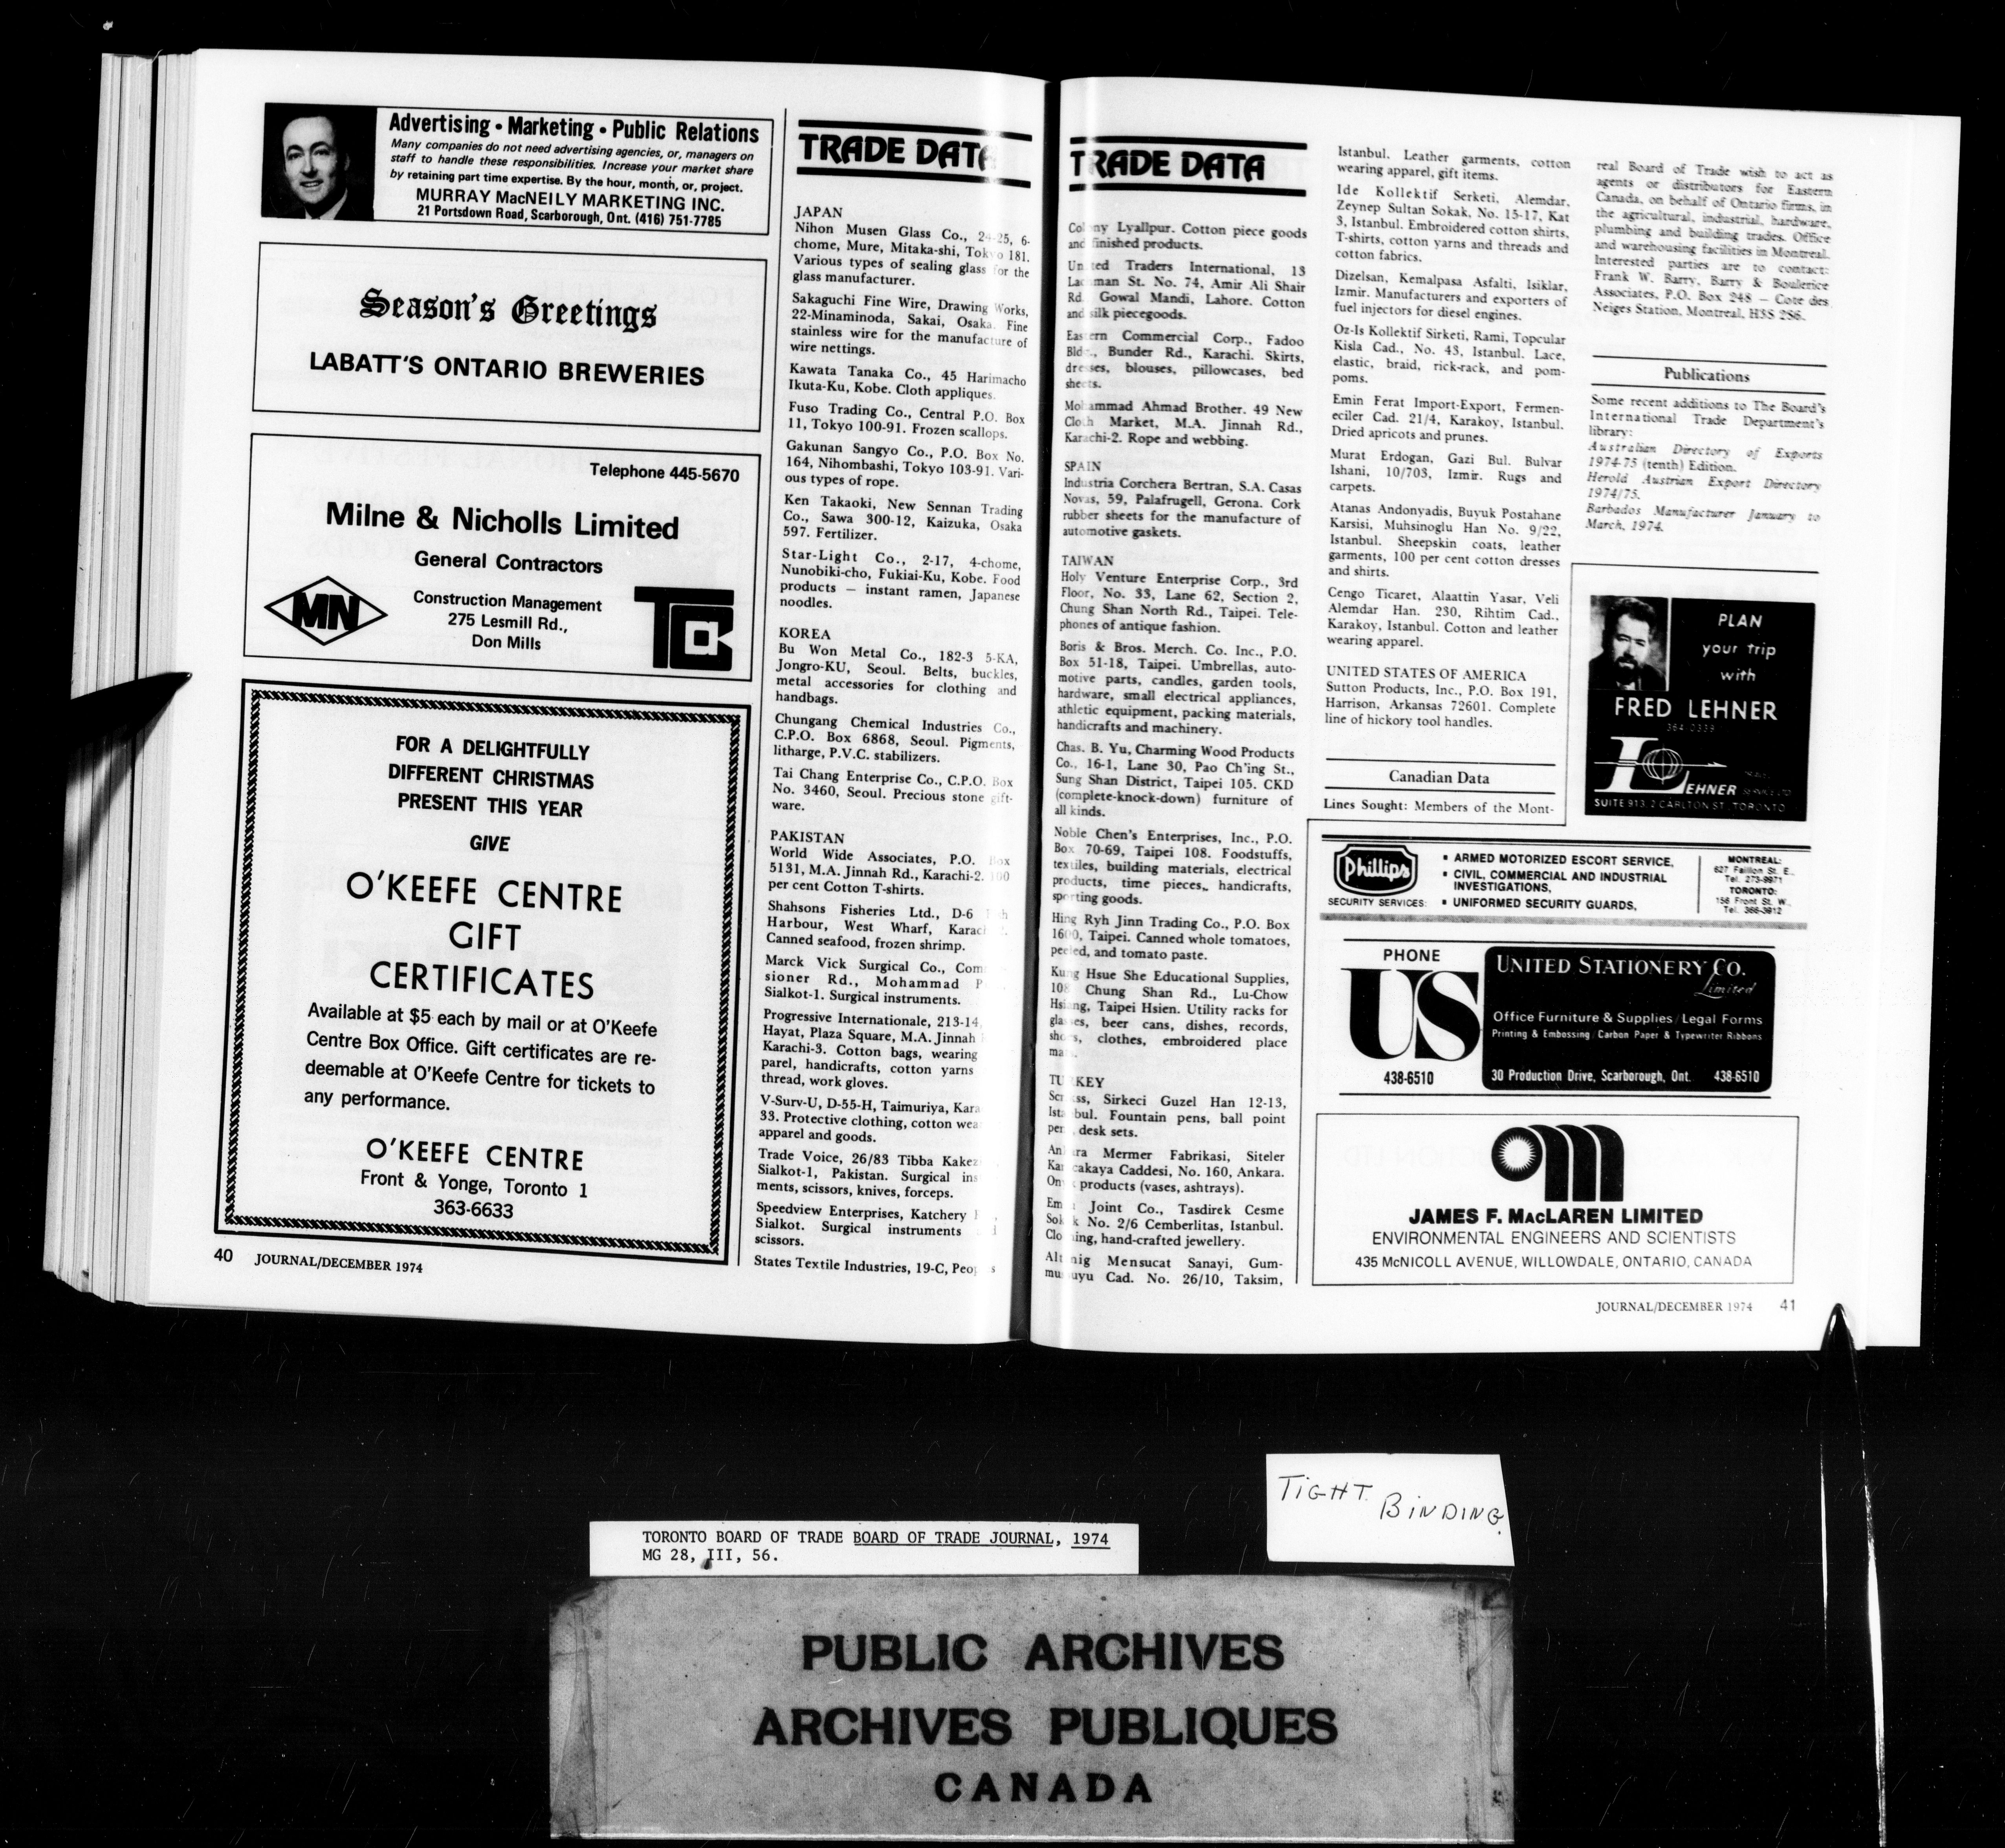 Advertising • Marketing • Public Relations
Many companies do not need advertising agencies, or, managers on
staff to handle these responsibilities. Increase your market share
by retaining part time expertise. By the hour, month, or, project.
MURRAY MacNEILY MARKETING INC.
21 Portsdown Road, Scarborough, Ont. (416) 751-7785
Season's Greetings
LABATT'S ONTARIO BREWERIES
Telephone 445-5670
Milne & Nicholls Limited
General Contractors
MN
Construction Management
275 Lesmill Rd.,
Don Mills
FOR A DELIGHTFULLY
DIFFERENT CHRISTMAS
PRESENT THIS YEAR
GIVE
O'KEEFE CENTRE
GIFT
CERTIFICATES
Available at $5 each by mail or at O'Keefe
Centre Box Office. Gift certificates are re-
deemable at O'Keefe Centre for tickets to
any performance.
O'KEEFE CENTRE
Front & Yonge, Toronto 1
363-6633
40 JOURNAL/DECEMBER 1974
TRADE DATA
JAPAN
Nihon Musen Glass Co., 24-25, 6-
chome, Mure, Mitaka-shi, Tokyo 181.
Various types of sealing glass for the
glass manufacturer.
Sakaguchi Fine Wire, Drawing Works,
22-Minaminoda, Sakai, Osaka. Fine
stainless wire for the manufacture of
wire nettings.
Kawata Tanaka Co., 45 Harimacho
Ikuta-Ku, Kobe. Cloth appliques.
Fuso Trading Co., Central P.O. Box
11, Tokyo 100-91. Frozen scallops.
Gakunan Sangyo Co., P.O. Box No.
164, Nihombashi, Tokyo 103-91. Vari-
ous types of rope.
Ken Takaoki, New Sennan Trading
Co., Sawa 300-12, Kaizuka, Osaka
597. Fertilizer.
Star-Light Co., 2-17, 4-chome,
Nunobiki-cho, Fukiai-Ku, Kobe. Food
products — instant ramen, Japanese
noodles.
KOREA
Bu Won Metal Co., 182-3 5-KA,
Jongro-KU, Seoul. Belts, buckles,
metal accessories for clothing and
handbags.
Chungang Chemical Industries Co.,
C.P.O. Box 6868, Seoul. Pigments,
litharge, P.V.C. stabilizers.
Tai Chang Enterprise Co., C.P.O. Box
No. 3460, Seoul. Precious stone gift-
ware.
PAKISTAN
World Wide Associates, P.O. Box
5131, M.A. Jinnah Rd., Karachi-2. 100
per cent Cotton T-shirts.
Shahsons Fisheries Ltd., D-6
Harbour, West Wharf,
Canned seafood, frozen shrimp.
Marck Vick Surgical Co.,
sioner Rd., Mohammad
Sialkot-1. Surgical instruments.
Progressive Internationale, 213-14,
Hayat, Plaza Square, M.A. Jinnah
Karachi-3. Cotton bags, wearing
parel, handicrafts, cotton yarns
thread, work gloves.
V-Surv-U, D-55-H, Taimuriya,
33. Protective clothing, cotton
apparel and goods.
Trade Voice, 26/83 Tibba
Sialkot-1, Pakistan. Surgical
ments, scissors, knives, forceps.
Speedview Enterprises, Katchery
Sialkot. Surgical instruments
scissors.
States Textile Industries, 19-C,
TRADE DATA
Colony Lyallpur. Cotton piece goods
and finished products.
United Traders International, 13
Lachman St. No. 74, Amir Ali Shair
Rd. Gowal Mandi, Lahore. Cotton
and silk piecegoods.
Eastern Commercial Corp., Fadoo
Bldg., Bunder Rd., Karachi. Skirts,
dresses, blouses, pillowcases, bed
sheets.
Mohammad Ahmad Brother. 49 New
Cloth Market, M.A. Jinnah Rd.,
Karachi-2. Rope and webbing.
SPAIN
Industria Corchera Bertran, S.A. Casas
Novas, 59, Palafrugell, Gerona. Cork
rubber sheets for the manufacture of
automotive gaskets.
TAIWAN
Holy Venture Enterprise Corp., 3rd
Floor, No. 33, Lane 62, Section 2,
Chung Shan North Rd., Taipei. Tele-
phones of antique fashion.
Boris & Bros. Merch. Co. Inc., P.O.
Box 51-18, Taipei. Umbrellas, auto-
motive parts, candles, garden tools,
hardware, small electrical appliances,
athletic equipment, packing materials,
handicrafts and machinery.
Chas. B. Yu, Charming Wood Products
Co., 16-1, Lane 30, Pao Ch'ing St.,
Sung Shan District, Taipei 105. CKD
(complete-knock-down) furniture of
all kinds.
Noble Chen's Enterprises, Inc., P.O.
Box 70-69, Taipei 108. Foodstuffs,
textiles, building materials, electrical
products, time pieces, handicrafts,
sporting goods.
Hing Ryh Jinn Trading Co., P.O. Box
1600, Taipei. Canned whole tomatoes,
peeled, and tomato paste.
Kung Hsue She Educational Supplies,
108 Chung Shan Rd., Lu-Chow
Hsiang, Taipei Hsien. Utility racks for
glasses, beer cans, dishes, records,
shoes, clothes, embroidered place
mats.
TURKEY
Sirkeci Guzel Han 12-13,
Istanbul. Fountain pens, ball point
pens, desk sets.
Ankara Mermer Fabrikasi, Siteler
Caddesi, No. 160, Ankara.
Onyx products (vases, ashtrays).
Joint Co., Tasdirek Cesme
Sokak No. 2/6 Cemberlitas, Istanbul.
Clothing, hand-crafted jewellery.
Mensucat Sanayi, Gum-
Cad. No. 26/10, Taksim,
Istanbul. Leather garments, cotton
wearing apparel, gift items.
Ide Kollektif Serketi, Alemdar,
Zeynep Sultan Sokak, No. 15-17, Kat
3, Istanbul. Embroidered cotton shirts,
T-shirts, cotton yarns and threads and
cotton fabrics.
Dizelsan, Kemalpasa Asfalti, Isiklar,
Izmir. Manufacturers and exporters of
fuel injectors for diesel engines.
Oz-Is Kollektif Sirketi, Rami, Topcular
Kisla Cad., No. 43, Istanbul. Lace,
elastic, braid, rick-rack, and pom-
poms.
Emin Ferat Import-Export, Fermen-
eciler Cad. 21/4, Karakoy, Istanbul.
Dried apricots and prunes.
Murat Erdogan, Gazi Bul. Bulvar
Ishani, 10/703, Izmir. Rugs and
carpets.
Atanas Andonyadis, Buyuk Postahane
Karsisi, Muhsinoglu Han No. 9/22,
Istanbul. Sheepskin coats, leather
garments, 100 per cent cotton dresses
and shirts.
Cengo Ticaret, Alaattin Yasar, Veli
Alemdar Han. 230, Rihtim Cad.,
Karakoy, Istanbul. Cotton and leather
wearing apparel.
UNITED STATES OF AMERICA
Sutton Products, Inc., P.O. Box 191,
Harrison, Arkansas 72601. Complete
line of hickory tool handles.
Canadian Data
Lines Sought: Members of the Mont-
real Board of Trade wish to act as
agents or distributors for Eastern
Canada, on behalf of Ontario firms, in
the agricultural, industrial, hardware,
plumbing and building trades. Office
and warehousing facilities in Montreal.
Interested parties are to contact:
Frank W. Barry, Barry & Boulerice
Associates, P.O. Box 248 — Cote des
Neiges Station, Montreal, H3S 2S6.
Publications
Some recent additions to The Board's
International Trade Department's
library:
Australian Directory of Exports
1974-75 (tenth) Edition.
Herold Austrian Export Directory
1974/75.
Barbados Manufacturer January to
March, 1974.
PLAN
your trip
with
FRED LEHNER
364-0339
LEHNER
SUITE 913, 2 CARLTON ST., TORONTO
Phillips
SECURITY SERVICES:
▪ ARMED MOTORIZED ESCORT SERVICE,
▪ CIVIL, COMMERCIAL AND INDUSTRIAL
INVESTIGATIONS,
▪ UNIFORMED SECURITY GUARDS,
MONTREAL:
627 Faillon St. E.,
Tel. 273-9971
TORONTO:
156 Front St. W.,
Tel. 366-3912
PHONE
US
438-6510
UNITED STATIONERY CO.
Limited
Office Furniture & Supplies / Legal Forms
Printing & Embossing / Carbon Paper & Typewriter Ribbons
30 Production Drive, Scarborough, Ont. 438-6510
JAMES F. MacLAREN LIMITED
ENVIRONMENTAL ENGINEERS AND SCIENTISTS
435 McNICOLL AVENUE, WILLOWDALE, ONTARIO, CANADA
JOURNAL/DECEMBER 1974 41
TIGHT BINDING.
TORONTO BOARD OF TRADE BOARD OF TRADE JOURNAL, 1974
MG 28, III, 56.
PUBLIC ARCHIVES
ARCHIVES PUBLIQUES
CANADA